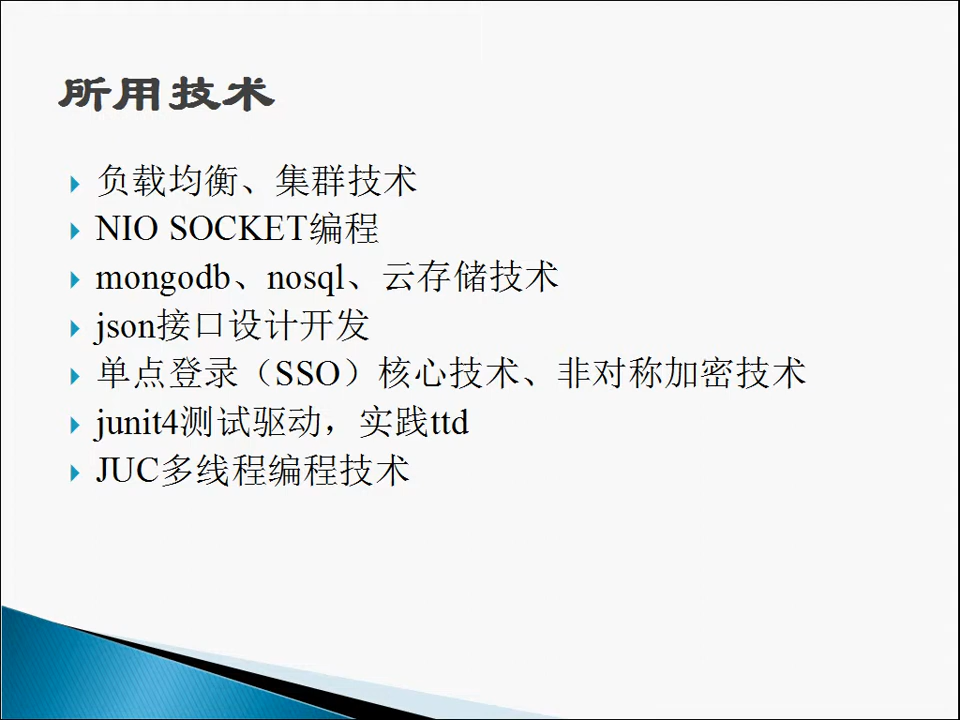 所用技术
负载均衡、集群技术
NIO SOCKET编程
mongodb、nosql、云存储技术
json接口设计开发
单点登录（SSO）核心技术、非对称加密技术
junit4测试驱动，实践ttd
JUC多线程编程技术